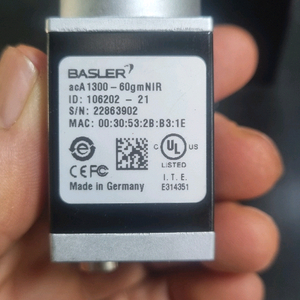 BASLER
acA1300-60gmNIR
ID: 106202-21
S/N: 22863902
MAC: 00:30:53:2B:B3:1E
C UL US
LISTED
CE FC
I.T.E.
Made in Germany
E314351